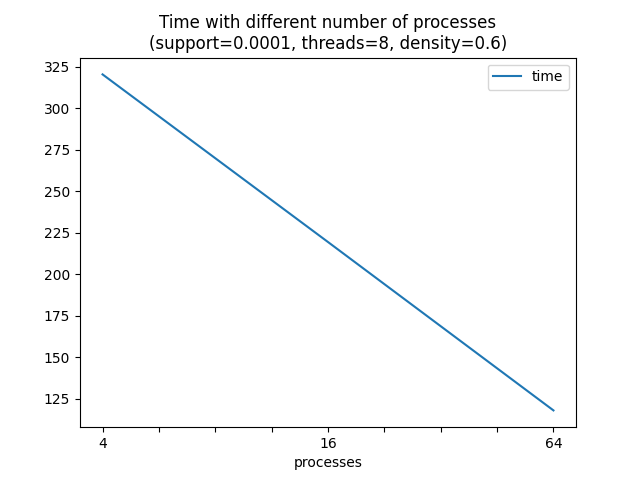 Time with different number of processes
(support=0.0001, threads=8, density=0.6)
time
325
300
275
250
225
200
175
150
125
4 16 64
processes